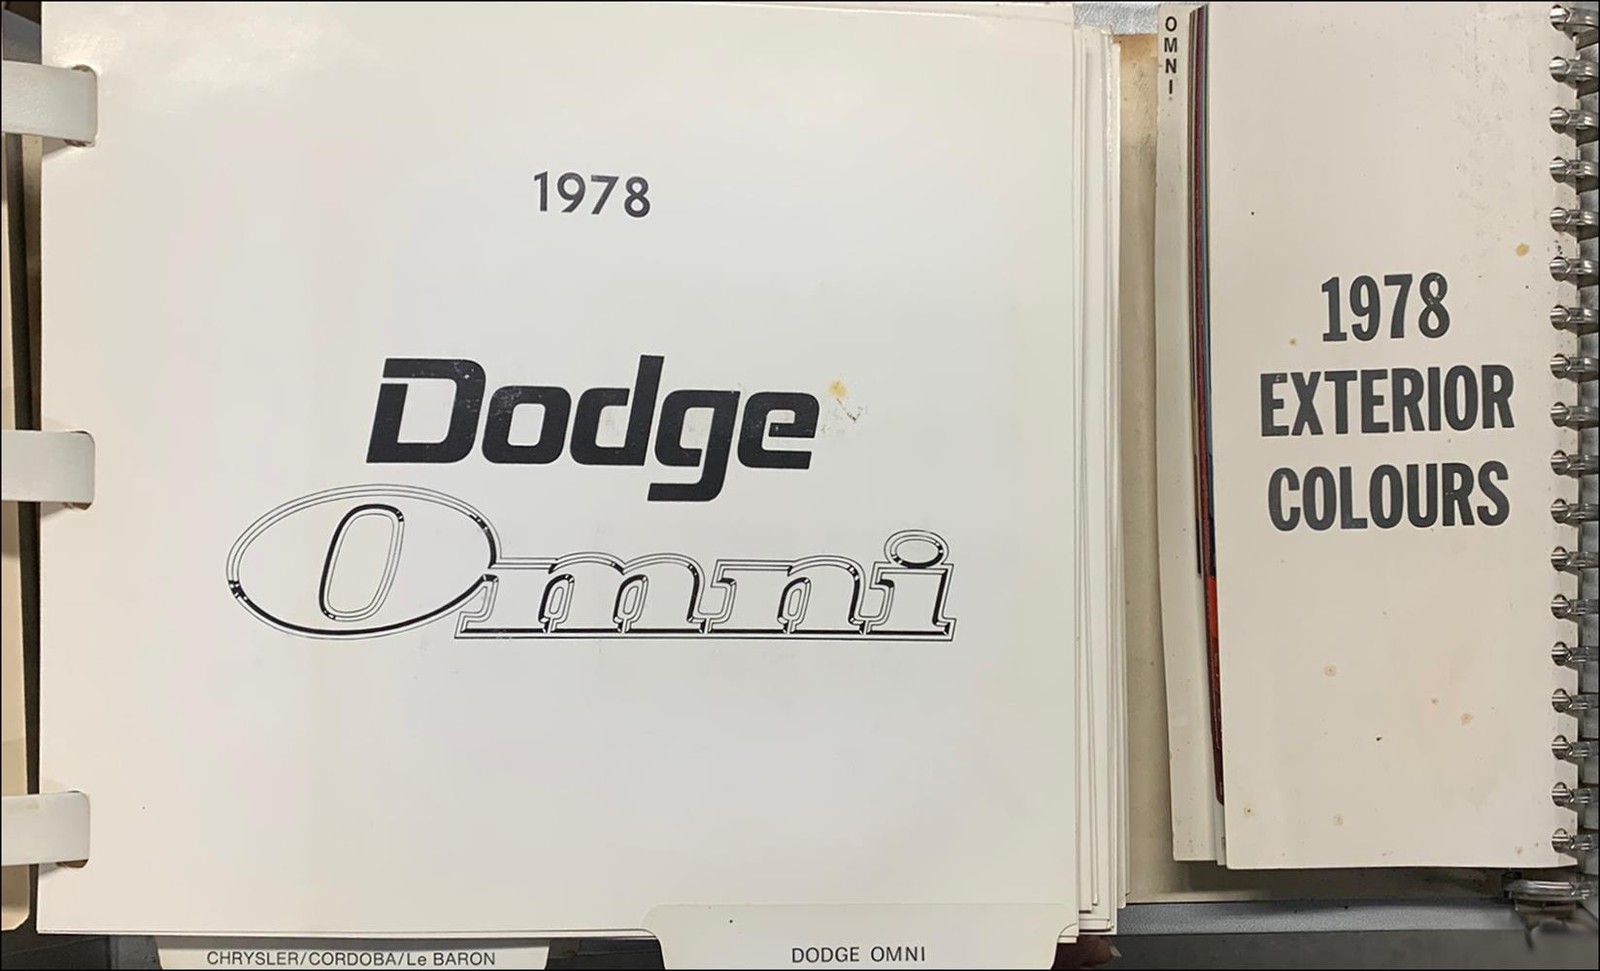 1978
Dodge
Omni
CHRYSLER/CORDOBA/Le BARON
DODGE OMNI
OMNI
1978
EXTERIOR
COLOURS